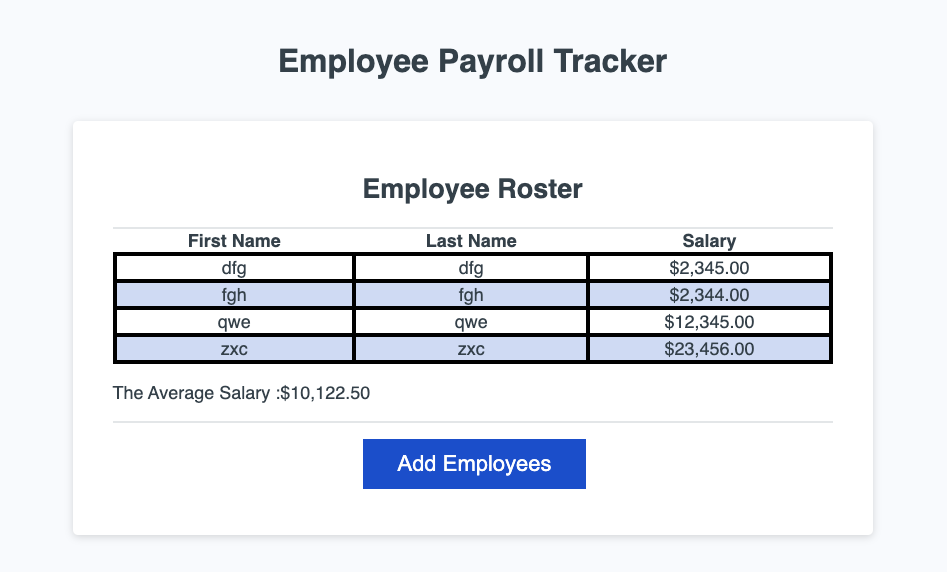 Employee Payroll Tracker
Employee Roster
First Name Last Name Salary
dfg dfg $2,345.00
fgh fgh $2,344.00
qwe qwe $12,345.00
zxc zxc $23,456.00
The Average Salary :$10,122.50
Add Employees